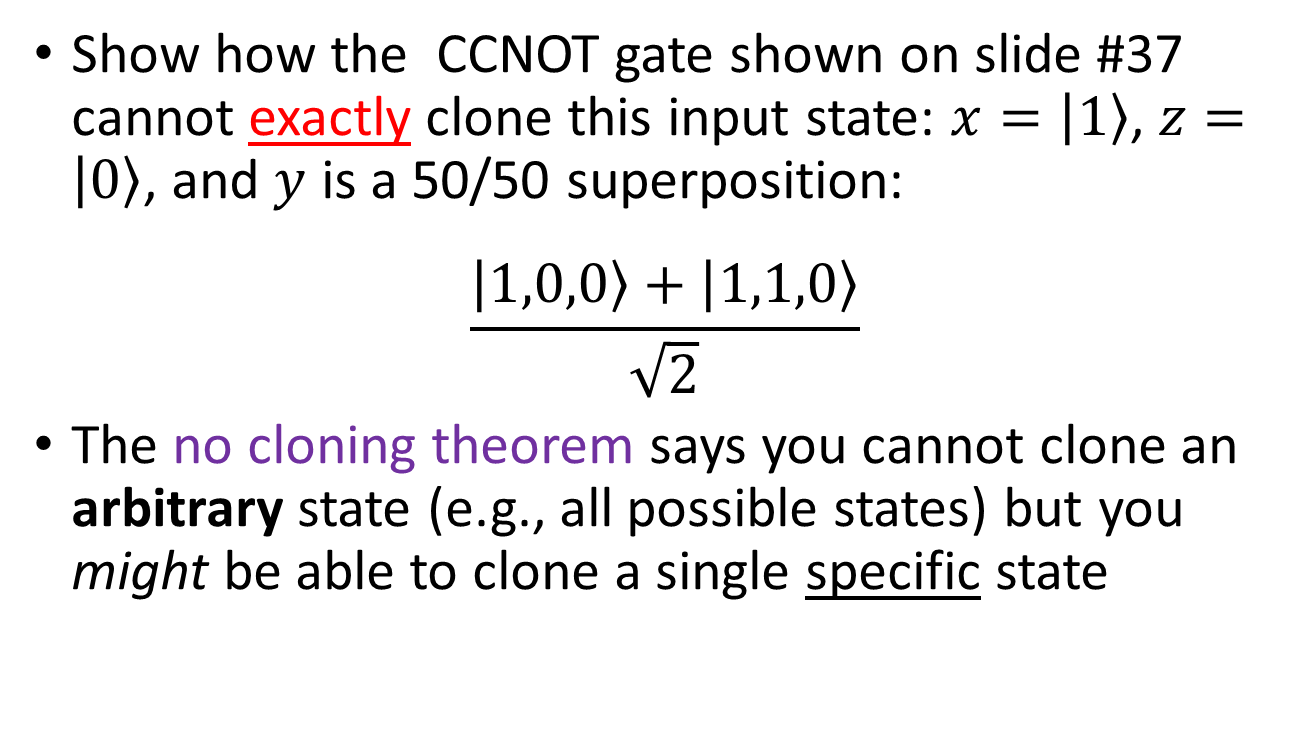 • Show how the  CCNOT gate shown on slide #37
cannot exactly clone this input state: 𝑥 = |1⟩, 𝑧 =
|0⟩, and 𝑦 is a 50/50 superposition:
|1,0,0⟩ + |1,1,0⟩
√2
• The no cloning theorem says you cannot clone an
arbitrary state (e.g., all possible states) but you
might be able to clone a single specific state